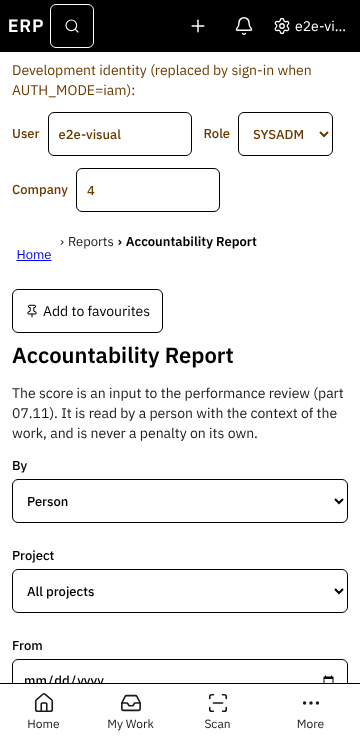 ERP
e2e-vi...
Development identity (replaced by sign-in when
AUTH_MODE=iam):
User e2e-visual Role SYSADM
Company 4
Home › Reports › Accountability Report
Add to favourites
Accountability Report
The score is an input to the performance review (part
07.11). It is read by a person with the context of the
work, and is never a penalty on its own.
By
Person
Project
All projects
From
mm/dd/yyyy
Home My Work Scan More